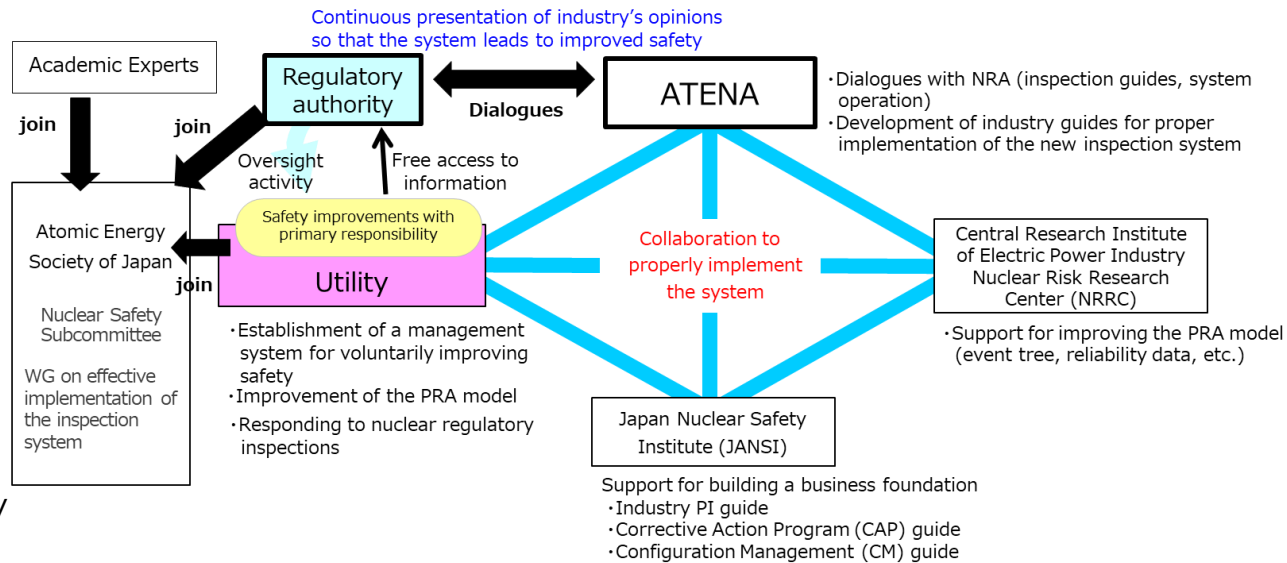 Continuous presentation of industry's opinions
so that the system leads to improved safety
Academic Experts
Regulatory
authority
Dialogues
ATENA
・Dialogues with NRA (inspection guides, system
operation)
・Development of industry guides for proper
implementation of the new inspection system
join
join
Oversight
activity
Free access to
information
Safety improvements with
primary responsibility
Utility
join
Atomic Energy
Society of Japan
Nuclear Safety
Subcommittee
WG on effective
implementation of
the inspection
system
・Establishment of a management
system for voluntarily improving
safety
・Improvement of the PRA model
・Responding to nuclear regulatory
inspections
Collaboration to
properly implement
the system
Central Research Institute
of Electric Power Industry
Nuclear Risk Research
Center (NRRC)
・Support for improving the PRA model
(event tree, reliability data, etc.)
Japan Nuclear Safety
Institute (JANSI)
Support for building a business foundation
・Industry PI guide
・Corrective Action Program (CAP) guide
・Configuration Management (CM) guide